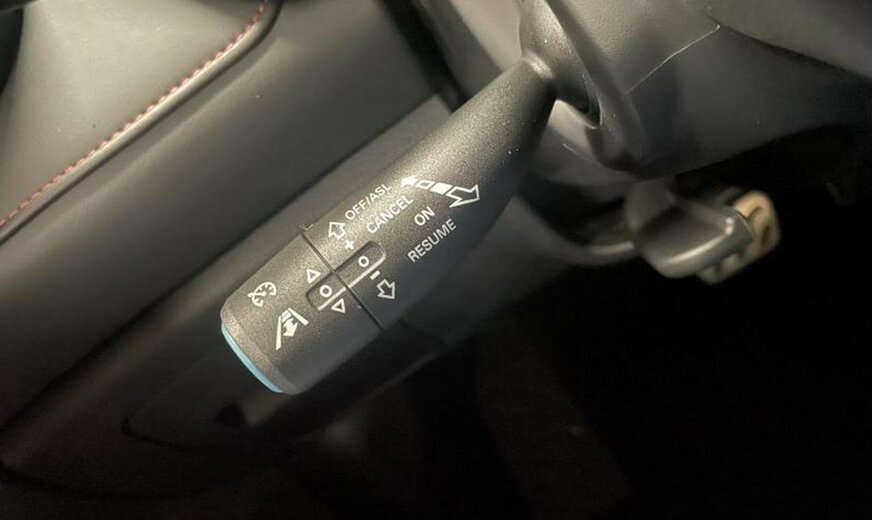 OFF/ASL
CANCEL
ON
RESUME
+
-